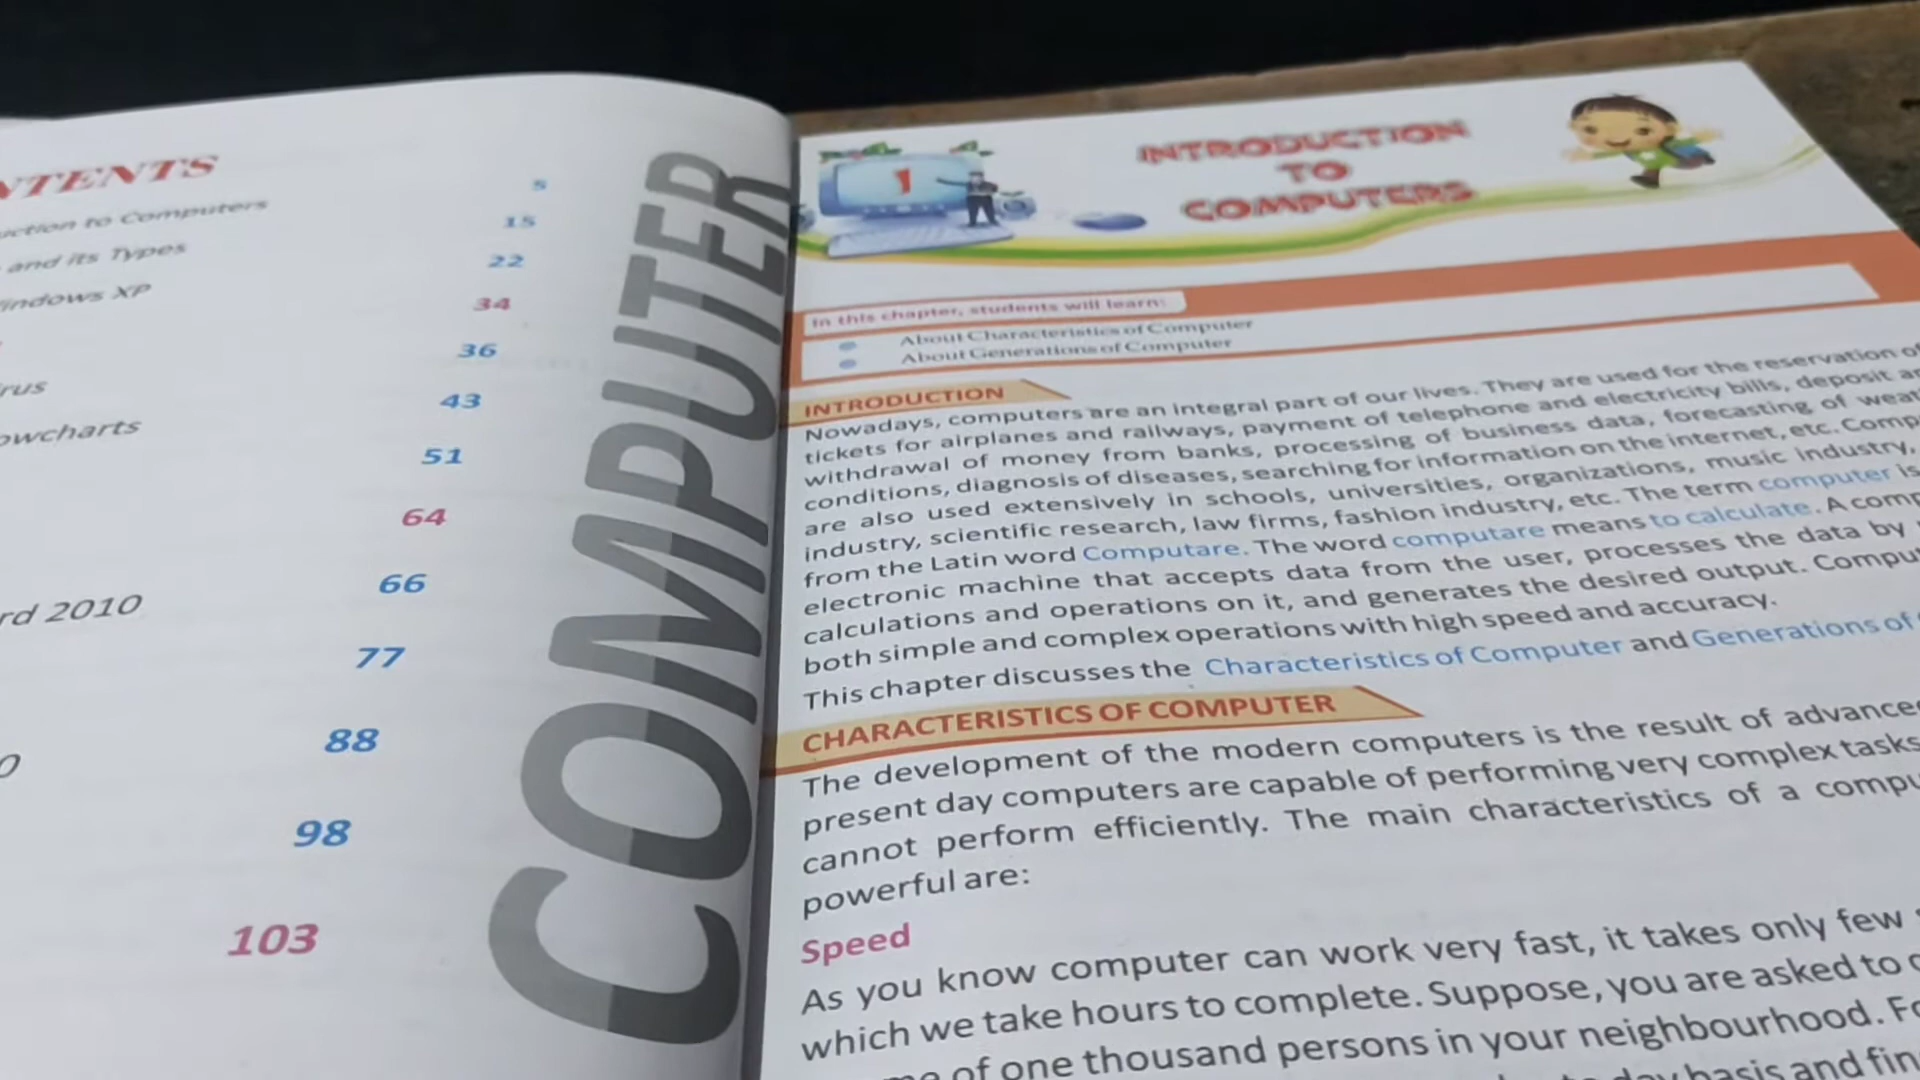 NTENTS
uction to Computers 5
and its Types 15
indows XP 22
34
rus 36
owcharts 43
51
64
rd 2010 66
77
0 88
98
103
COMPUTER
1
INTRODUCTION
TO
COMPUTERS
In this chapter, students will learn:
About Characteristics of Computer
About Generations of Computer
INTRODUCTION
Nowadays, computers are an integral part of our lives. They are used for the reservation of
tickets for airplanes and railways, payment of telephone and electricity bills, deposit
withdrawal of money from banks, processing of business data, forecasting of
conditions, diagnosis of diseases, searching for information on the internet, etc. Comp
are also used extensively in schools, universities, organizations, music industry,
industry, scientific research, law firms, fashion industry, etc. The term computer is
from the Latin word Computare. The word computare means to calculate. A comp
electronic machine that accepts data from the user, processes the data by
calculations and operations on it, and generates the desired output. Comput
both simple and complex operations with high speed and accuracy.
This chapter discusses the Characteristics of Computer and Generations of
CHARACTERISTICS OF COMPUTER
The development of the modern computers is the result of advance
present day computers are capable of performing very complex tasks
cannot perform efficiently. The main characteristics of a compu
powerful are:
Speed
As you know computer can work very fast, it takes only few
which we take hours to complete. Suppose, you are asked to
of one thousand persons in your neighbourhood. Fo
day basis and fin